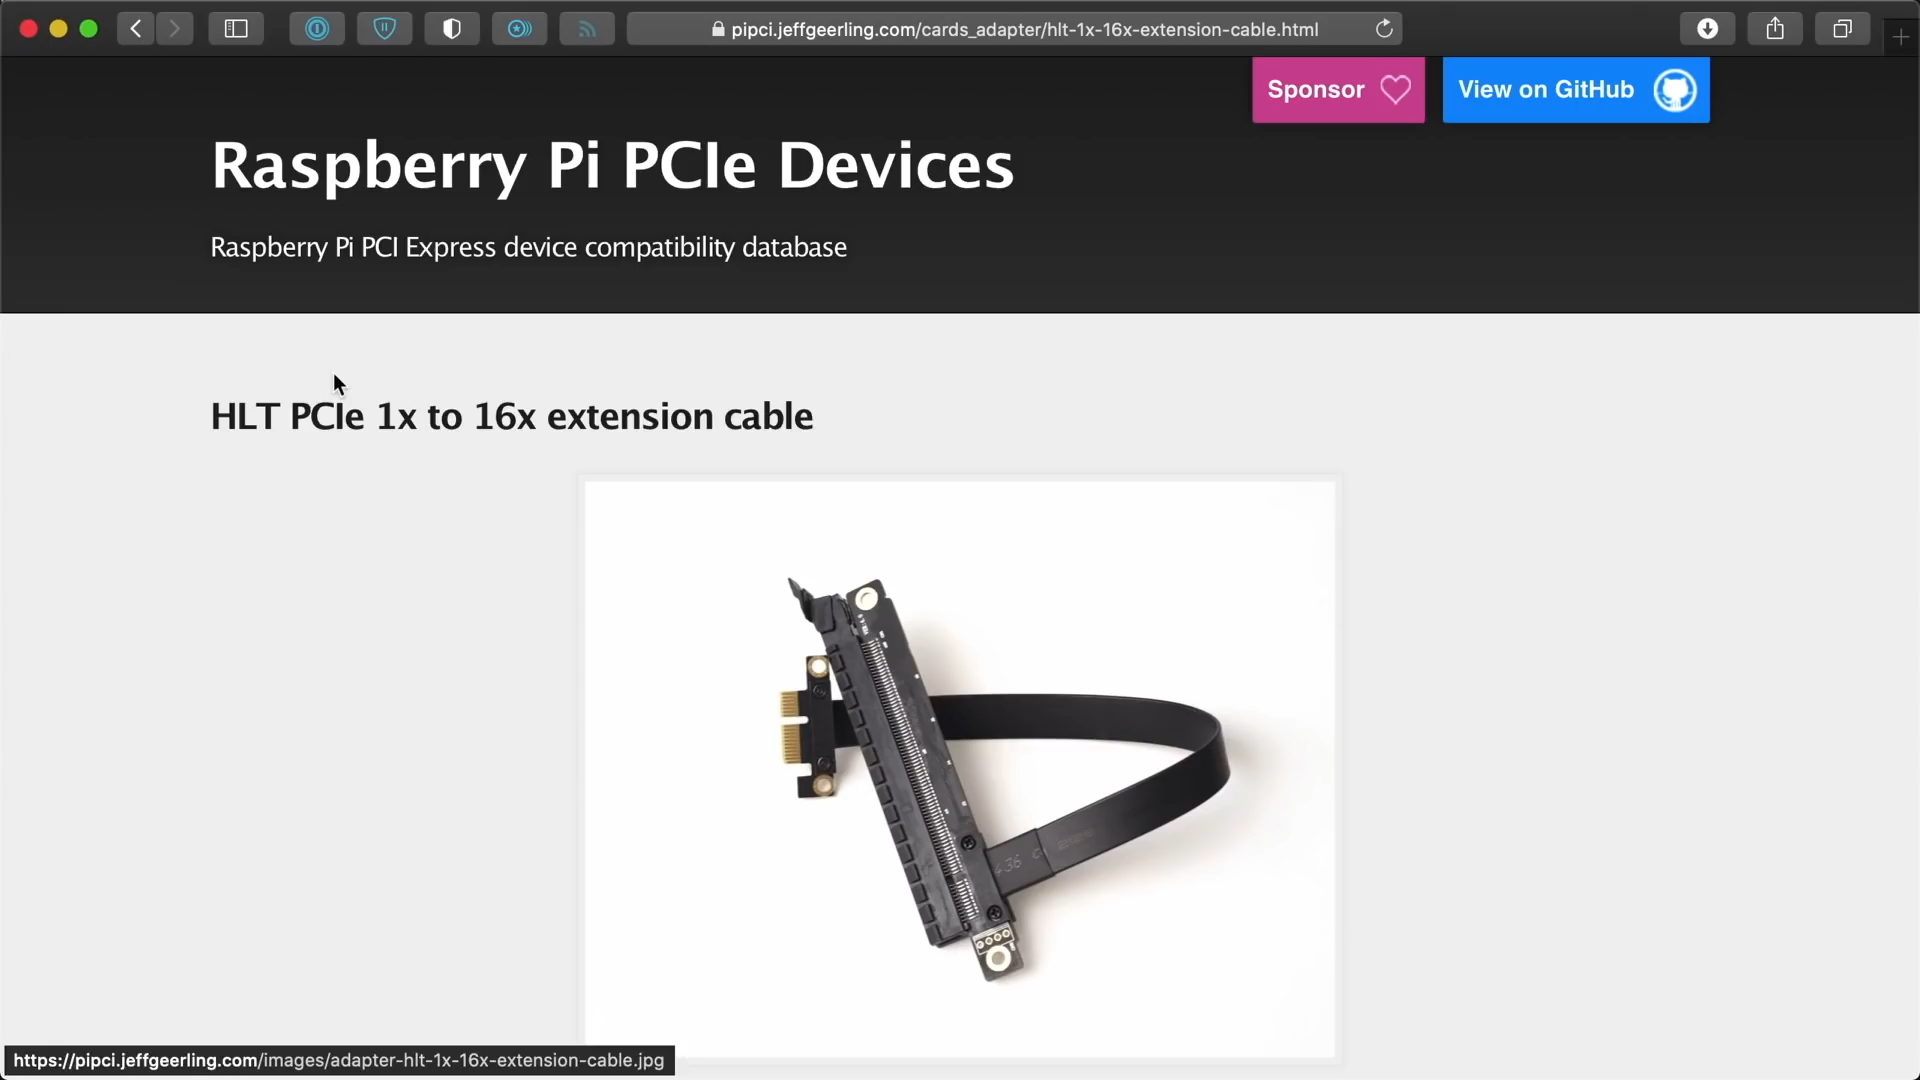 pipci.jeffgeerling.com/cards_adapter/hlt-1x-16x-extension-cable.html
Sponsor
View on GitHub
Raspberry Pi PCIe Devices
Raspberry Pi PCI Express device compatibility database
HLT PCIe 1x to 16x extension cable
https://pipci.jeffgeerling.com/images/adapter-hlt-1x-16x-extension-cable.jpg